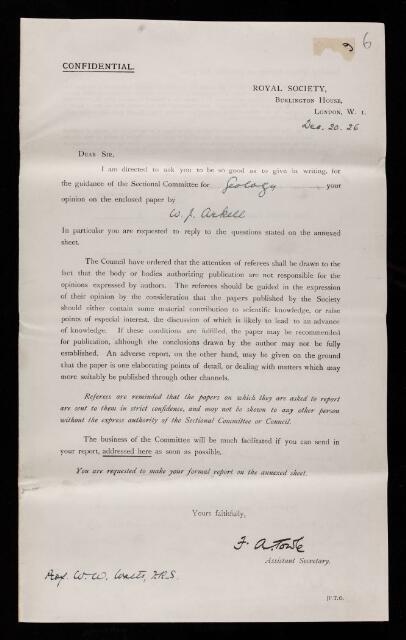 6
CONFIDENTIAL.
ROYAL SOCIETY,
BURLINGTON HOUSE,
LONDON, W. 1.
Dec. 20. 26
DEAR SIR,
I am directed to ask you to be so good as to give in writing, for
the guidance of the Sectional Committee for Geology your
opinion on the enclosed paper by
W. J. Arkell
In particular you are requested to reply to the questions stated on the annexed
sheet.
The Council have ordered that the attention of referees shall be drawn to the
fact that the body or bodies authorizing publication are not responsible for the
opinions expressed by authors. The referees should be guided in the expression
of their opinion by the consideration that the papers published by the Society
should either contain some material contribution to scientific knowledge, or raise
points of especial interest, the discussion of which is likely to lead to an advance
of knowledge. If these conditions are fulfilled, the paper may be recommended
for publication, although the conclusions drawn by the author may not be fully
established. An adverse report, on the other hand, may be given on the ground
that the paper is one elaborating points of detail, or dealing with matters which may
more suitably be published through other channels.
Referees are reminded that the papers on which they are asked to report
are sent to them in strict confidence, and may not be shown to any other person
without the express authority of the Sectional Committee or Council.
The business of the Committee will be much facilitated if you can send in
your report, addressed here as soon as possible.
You are requested to make your formal report on the annexed sheet.
Yours faithfully,
F. A. Towle
Assistant Secretary.
Prof. W. W. Watts, F.R.S.
[P.T.O.